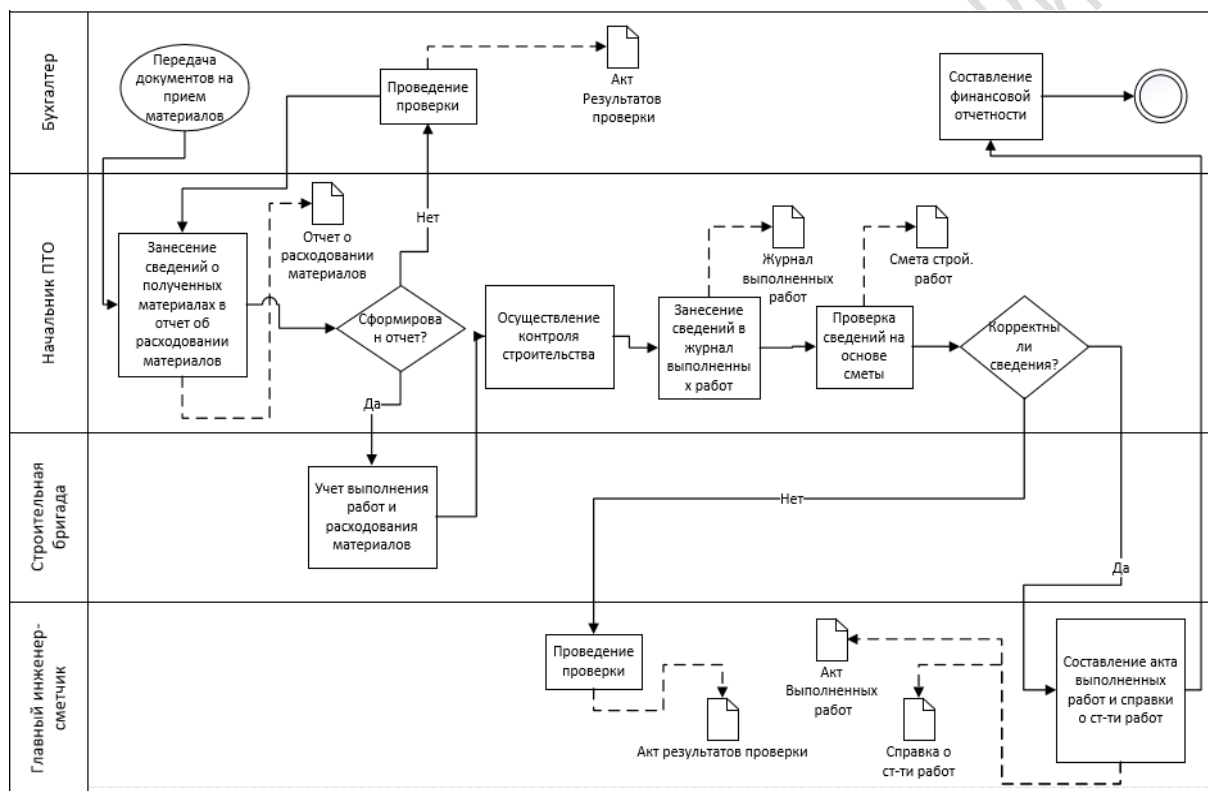 Бухгалтер
Передача
документов на
прием
материалов
Проведение
проверки
Акт
Результатов
проверки
Составление
финансовой
отчетности
Начальник ПТО
Занесение
сведений о
полученных
материалах в
отчет об
расходовании
материалов
Отчет о
расходовании
материалов
Нет
Сформирова
н отчет?
Да
Осуществление
контроля
строительства
Занесение
сведений в
журнал
выполненны
х работ
Журнал
выполненных
работ
Проверка
сведений на
основе
сметы
Смета строй.
работ
Корректны
ли
сведения?
Строительная
бригада
Учет выполнения
работ и
расходования
материалов
Нет
Да
Главный инженер-
сметчик
Проведение
проверки
Акт результатов проверки
Акт
Выполненных
работ
Справка о
ст-ти работ
Составление акта
выполненных
работ и справки
о ст-ти работ